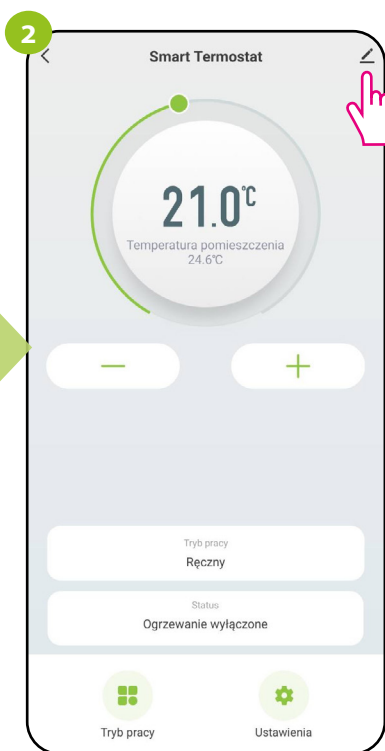 2
Smart Termostat
21.0°C
Temperatura pomieszczenia
24.6°C
Tryb pracy
Ręczny
Status
Ogrzewanie wyłączone
Tryb pracy
Ustawienia